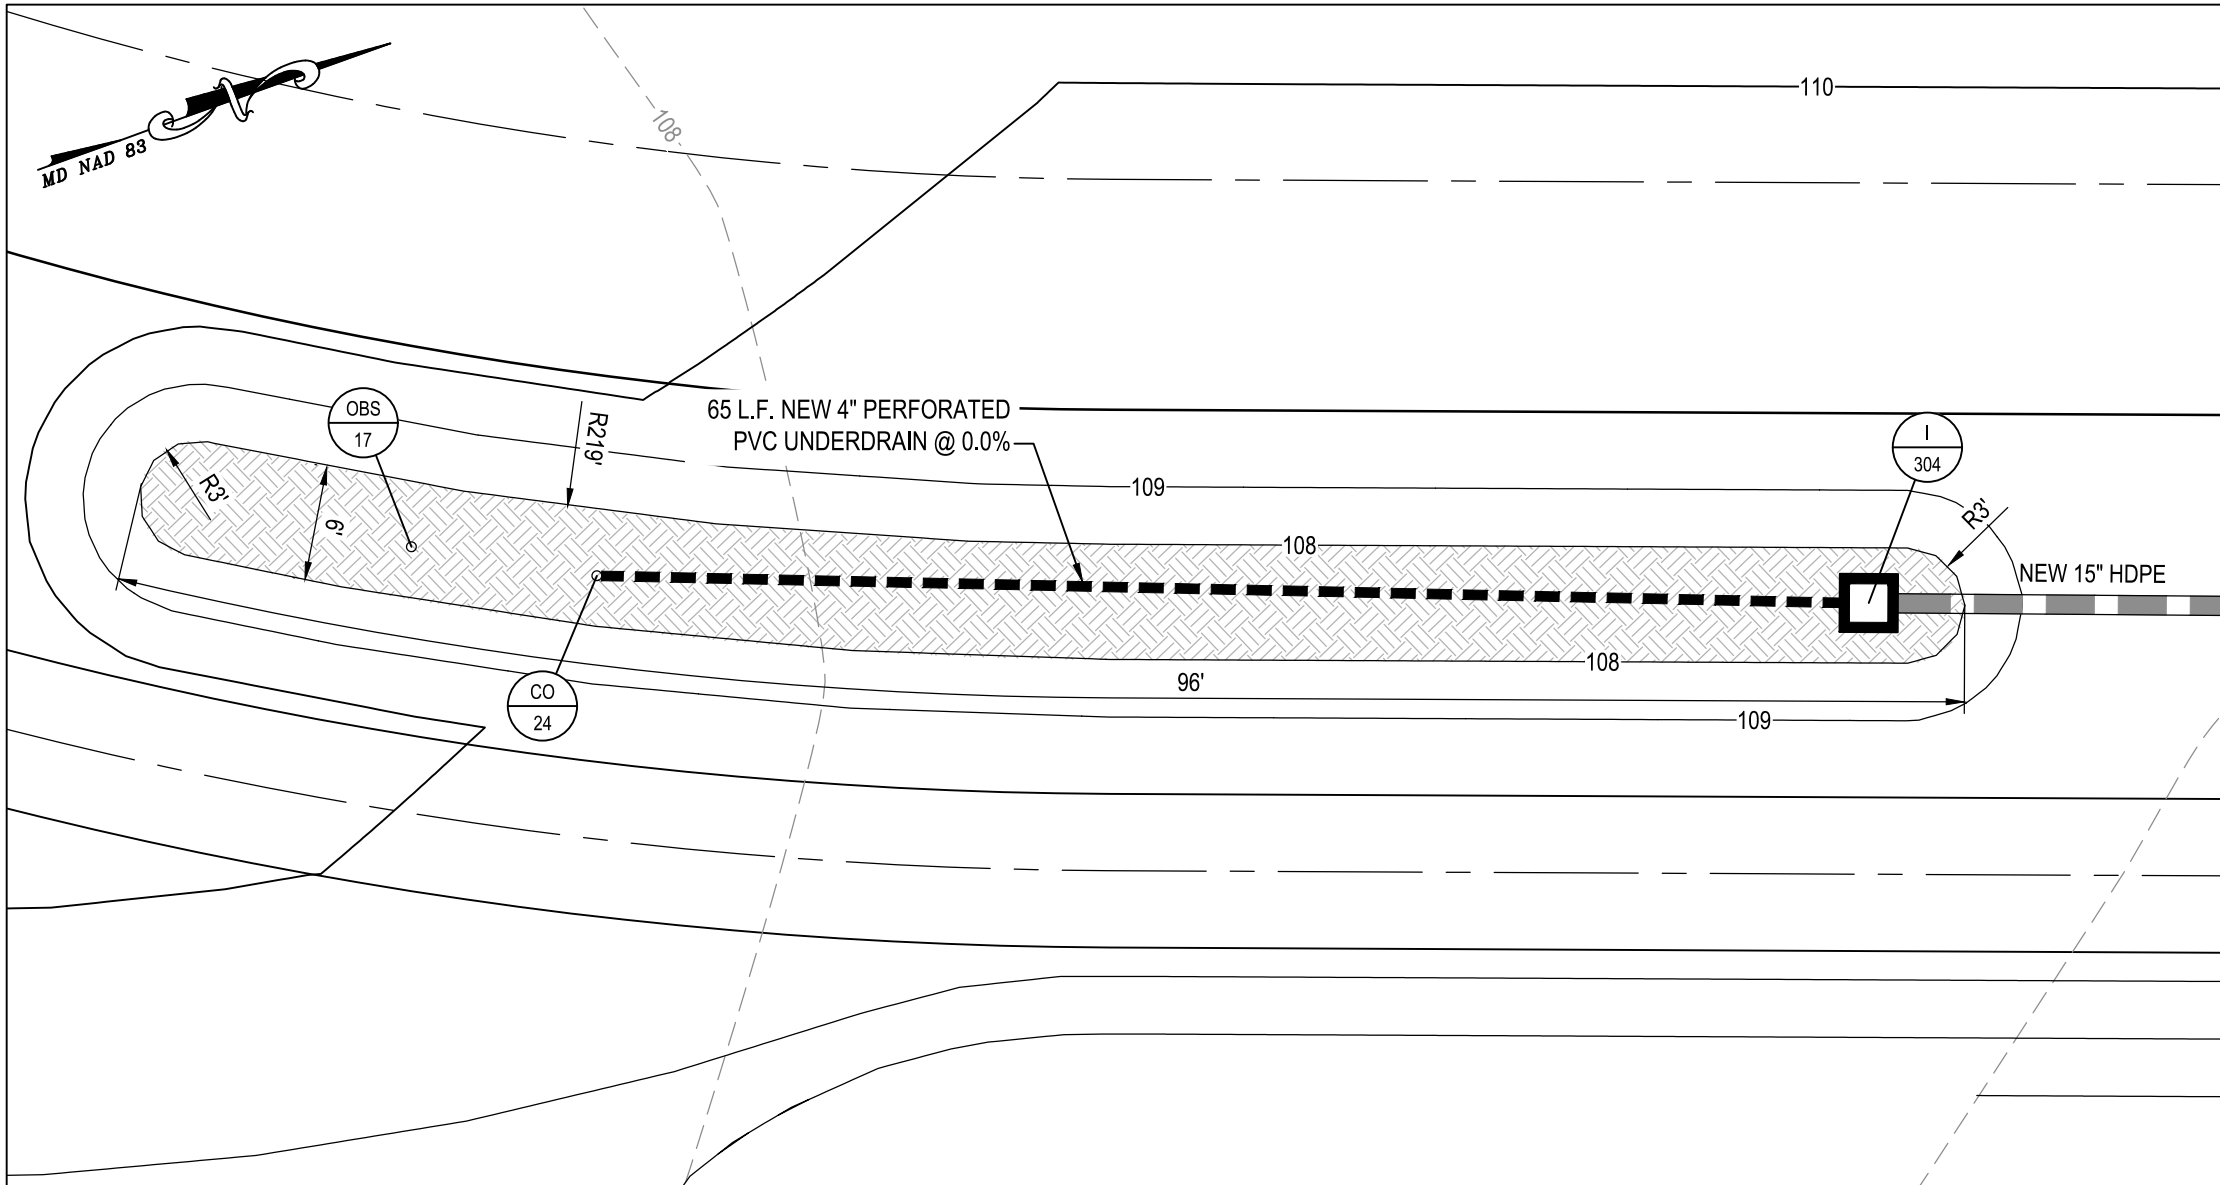 MD NAD 83
N
108
110
OBS
17
R219'
65 L.F. NEW 4" PERFORATED
PVC UNDERDRAIN @ 0.0%
I
304
R3'
6'
109
108
R3'
NEW 15" HDPE
CO
24
96'
108
109